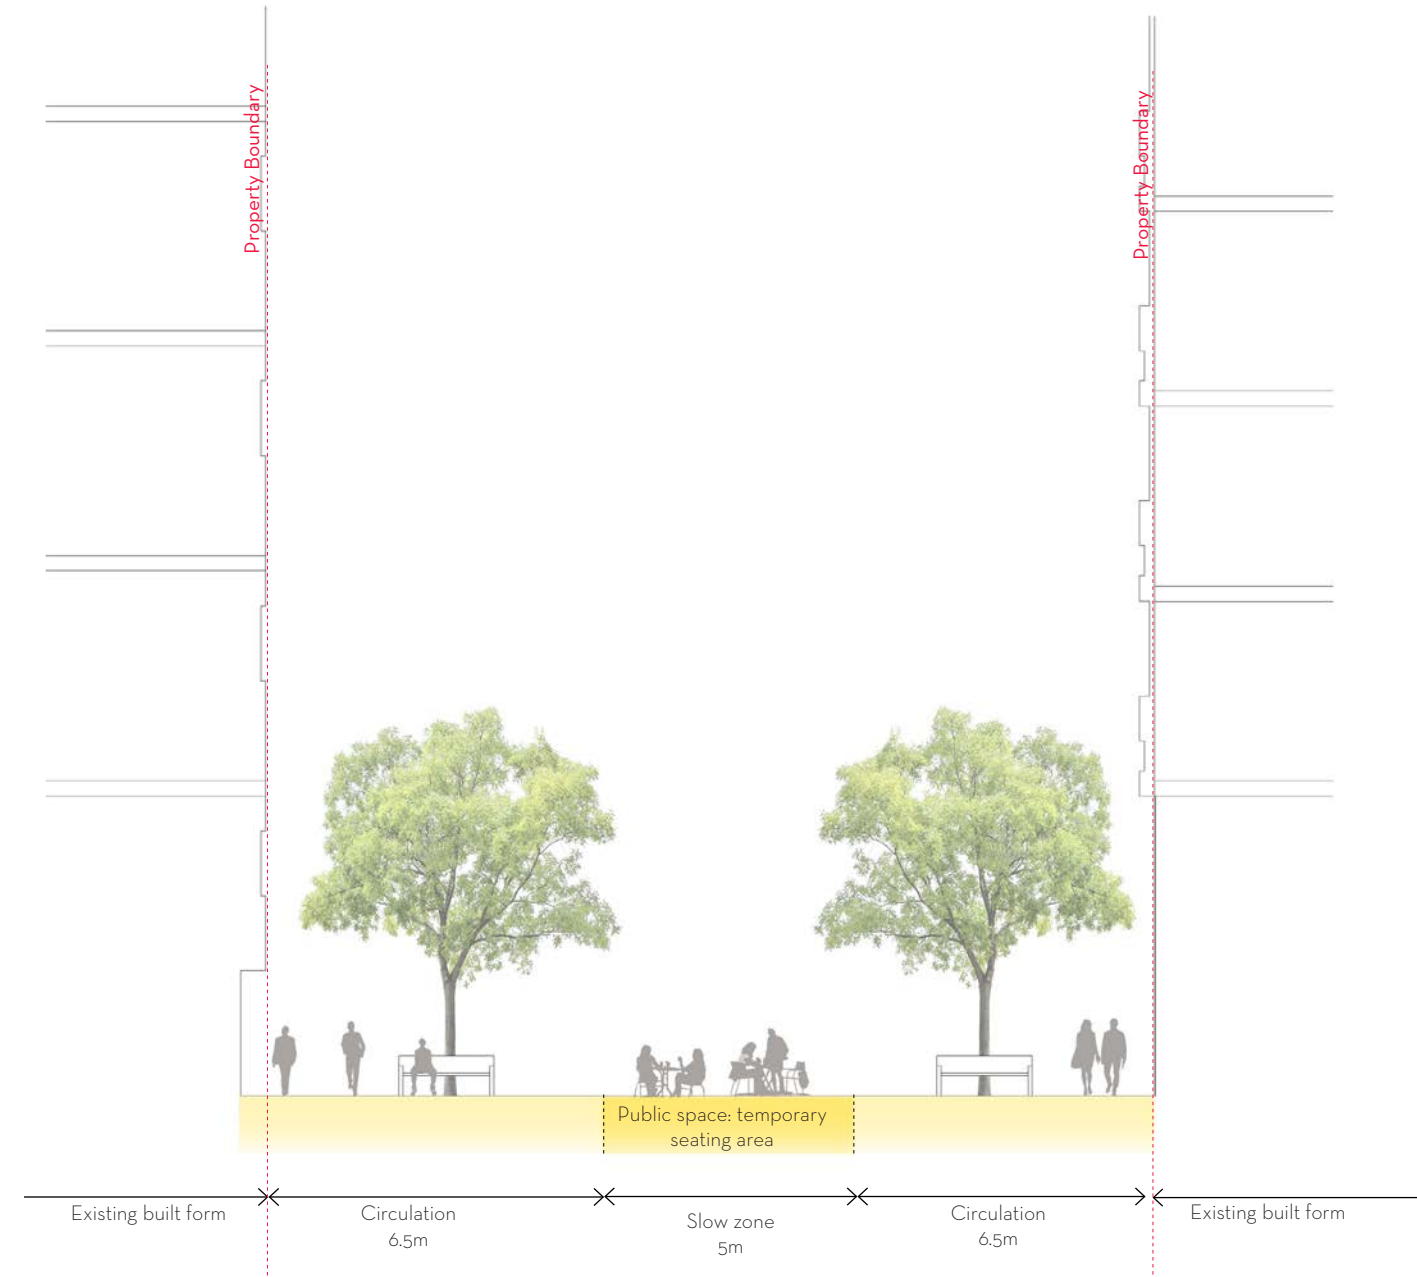 Property Boundary
Property Boundary
Public space: temporary
seating area
Existing built form
Circulation
6.5m
Slow zone
5m
Circulation
6.5m
Existing built form